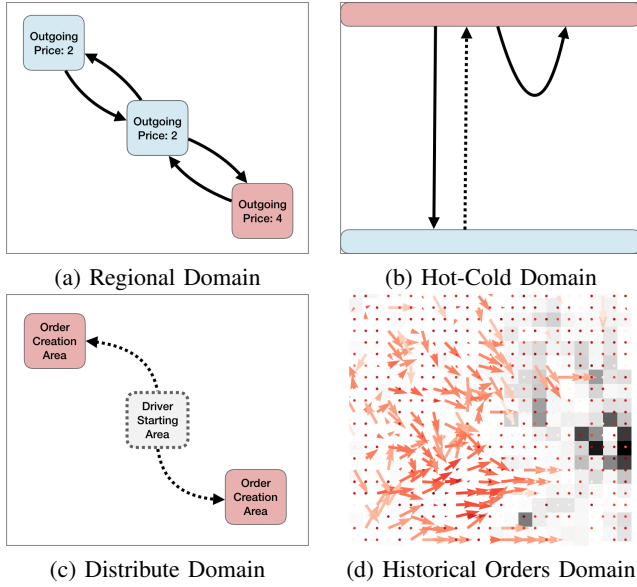 Outgoing
Price: 2
Outgoing
Price: 2
Outgoing
Price: 4
(a) Regional Domain
(b) Hot-Cold Domain
Order
Creation
Area
Driver
Starting
Area
Order
Creation
Area
(c) Distribute Domain
(d) Historical Orders Domain